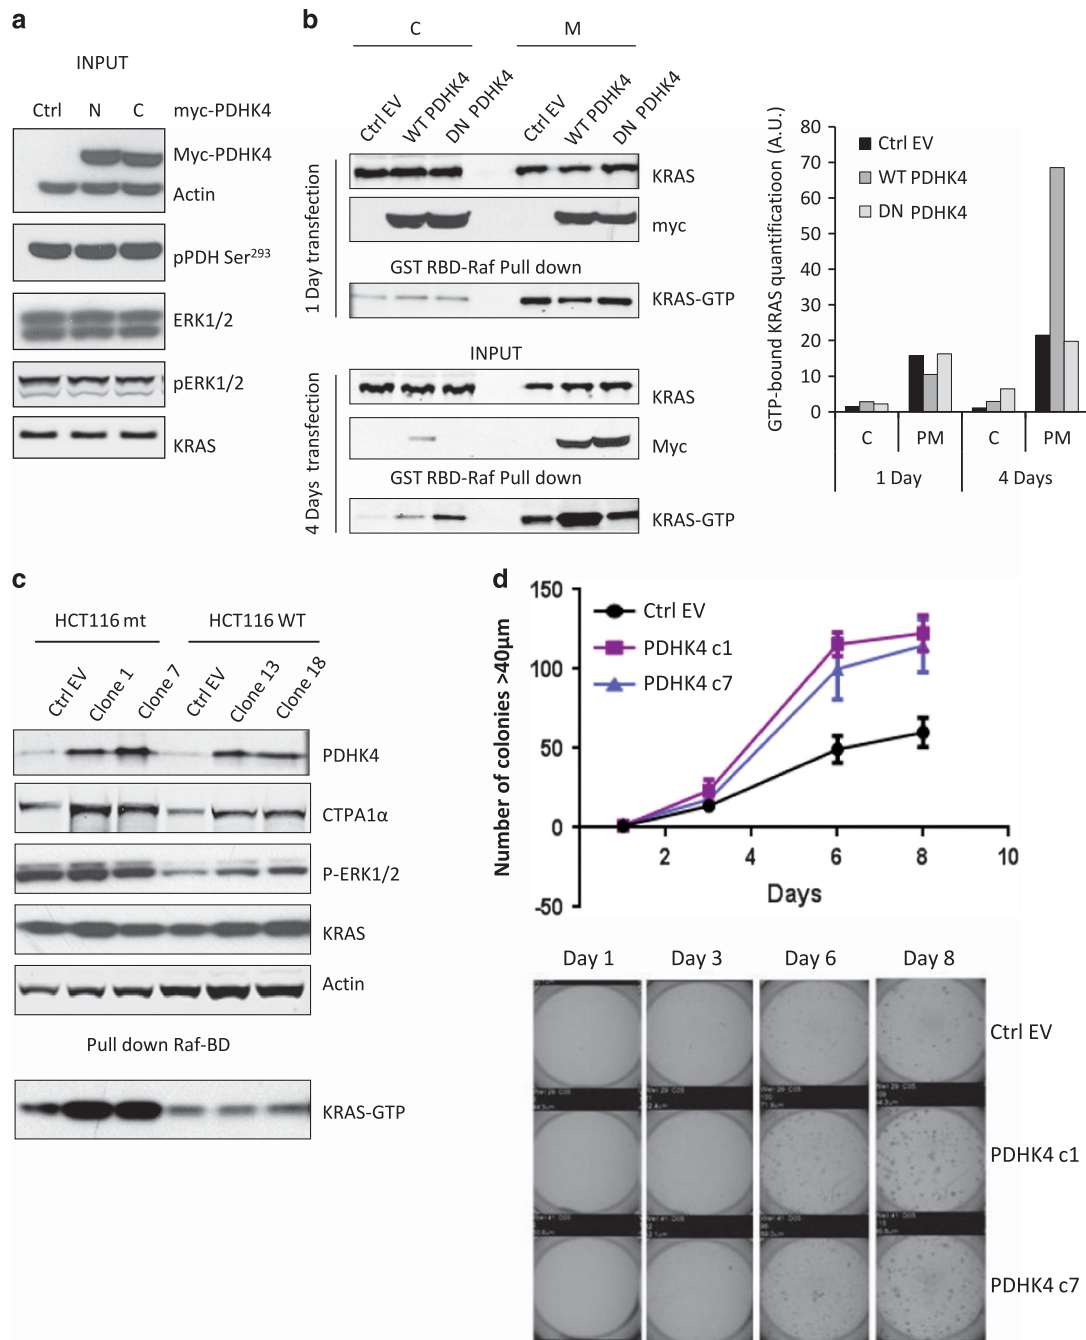 a
INPUT
Ctrl N C myc-PDHK4
Myc-PDHK4
Actin
pPDH Ser293
ERK1/2
pERK1/2
KRAS
b
C M
Ctrl EV WT PDHK4 DN PDHK4 Ctrl EV WT PDHK4 DN PDHK4
1 Day transfection
KRAS
myc
GST RBD-Raf Pull down
KRAS-GTP
4 Days transfection
INPUT
KRAS
Myc
GST RBD-Raf Pull down
KRAS-GTP
GTP-bound KRAS quantificatioon (A.U.)
80
70
60
50
40
30
20
10
0
Ctrl EV
WT PDHK4
DN PDHK4
C PM C PM
1 Day 4 Days
c
HCT116 mt HCT116 WT
Ctrl EV Clone 1 Clone 7 Ctrl EV Clone 13 Clone 18
PDHK4
CTPA1α
P-ERK1/2
KRAS
Actin
Pull down Raf-BD
KRAS-GTP
d
Number of colonies >40µm
150
100
50
0
-50
Ctrl EV
PDHK4 c1
PDHK4 c7
2 4 6 8 10
Days
Day 1 Day 3 Day 6 Day 8
Ctrl EV
PDHK4 c1
PDHK4 c7